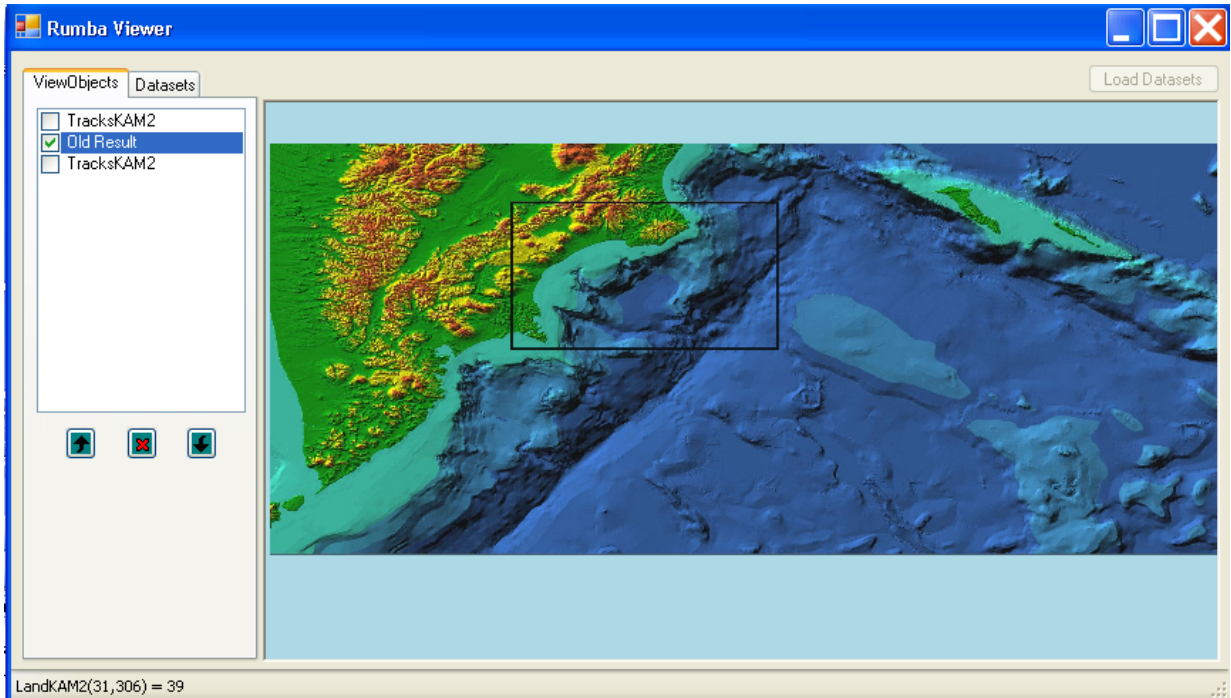 Rumba Viewer
ViewObjects Datasets
Load Datasets
TracksKAM2
Old Result
TracksKAM2
LandKAM2(31,306) = 39